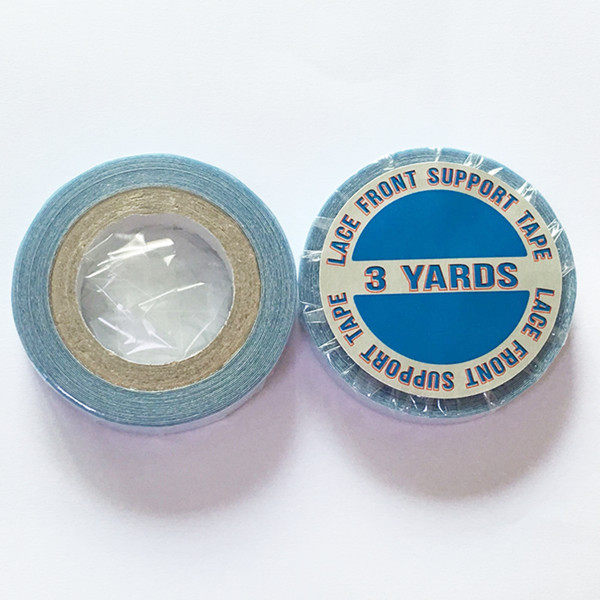 LACE FRONT SUPPORT TAPE
3 YARDS
LACE FRONT SUPPORT TAPE